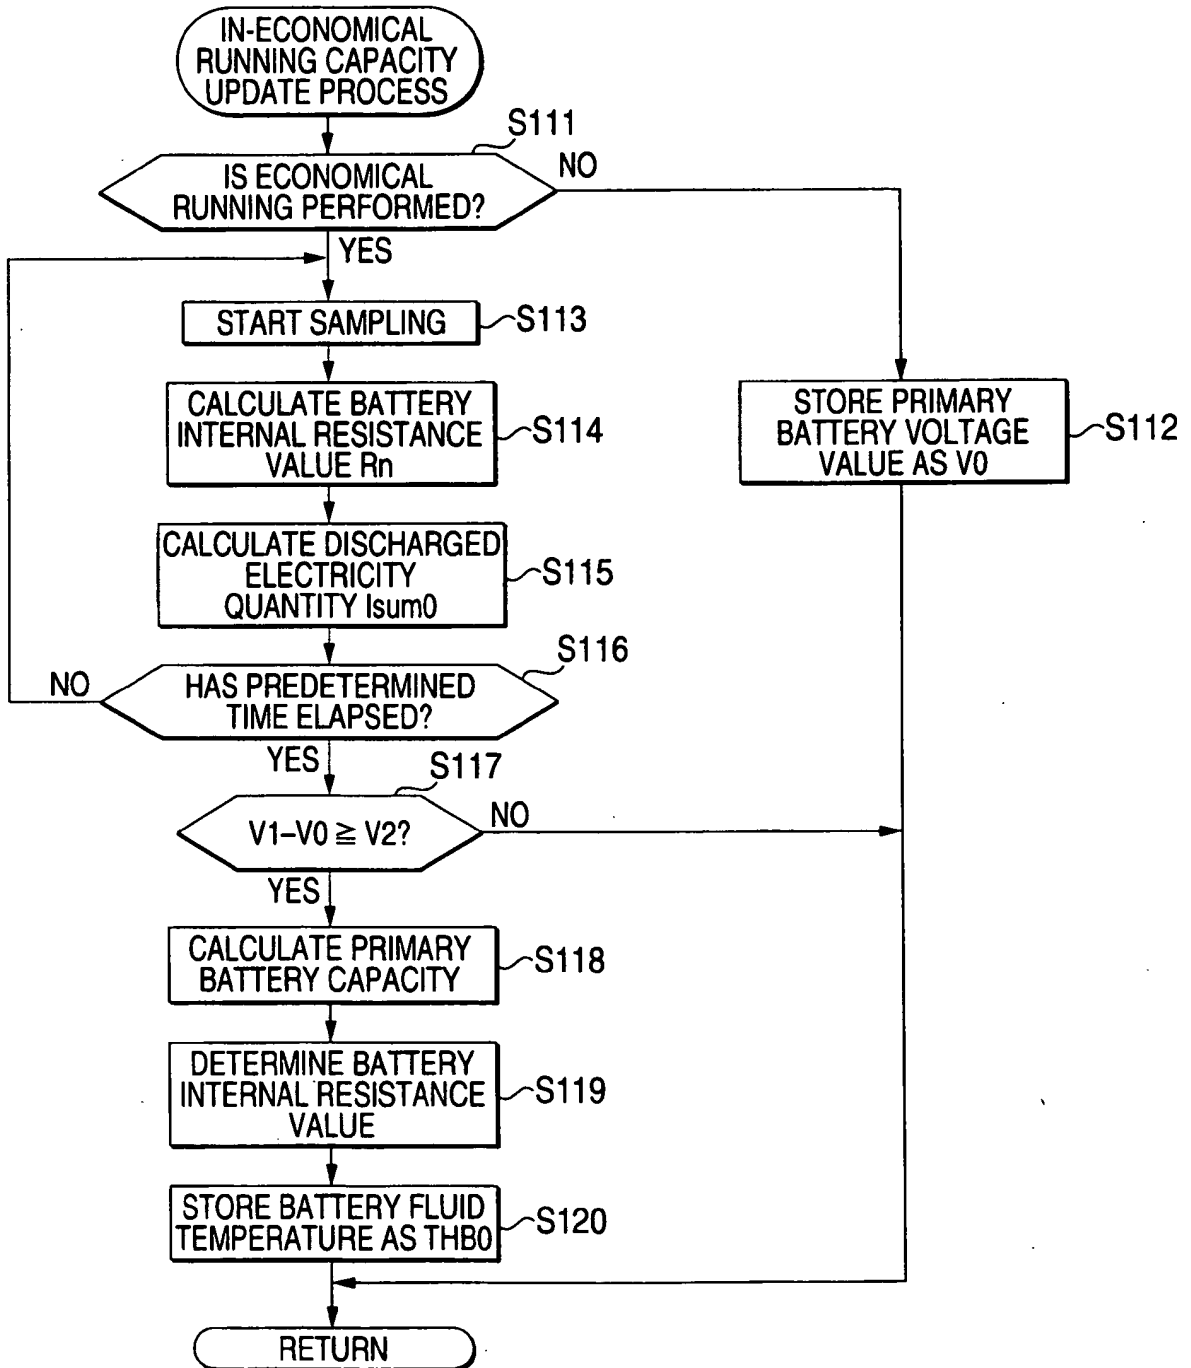 IN-ECONOMICAL
RUNNING CAPACITY
UPDATE PROCESS
S111
IS ECONOMICAL
RUNNING PERFORMED?
NO
YES
START SAMPLING
S113
CALCULATE BATTERY
INTERNAL RESISTANCE
VALUE Rn
S114
STORE PRIMARY
BATTERY VOLTAGE
VALUE AS V0
S112
CALCULATE DISCHARGED
ELECTRICITY
QUANTITY Isum0
S115
S116
NO
HAS PREDETERMINED
TIME ELAPSED?
YES
S117
V1–V0 ≧ V2?
NO
YES
CALCULATE PRIMARY
BATTERY CAPACITY
S118
DETERMINE BATTERY
INTERNAL RESISTANCE
VALUE
S119
STORE BATTERY FLUID
TEMPERATURE AS THB0
S120
RETURN